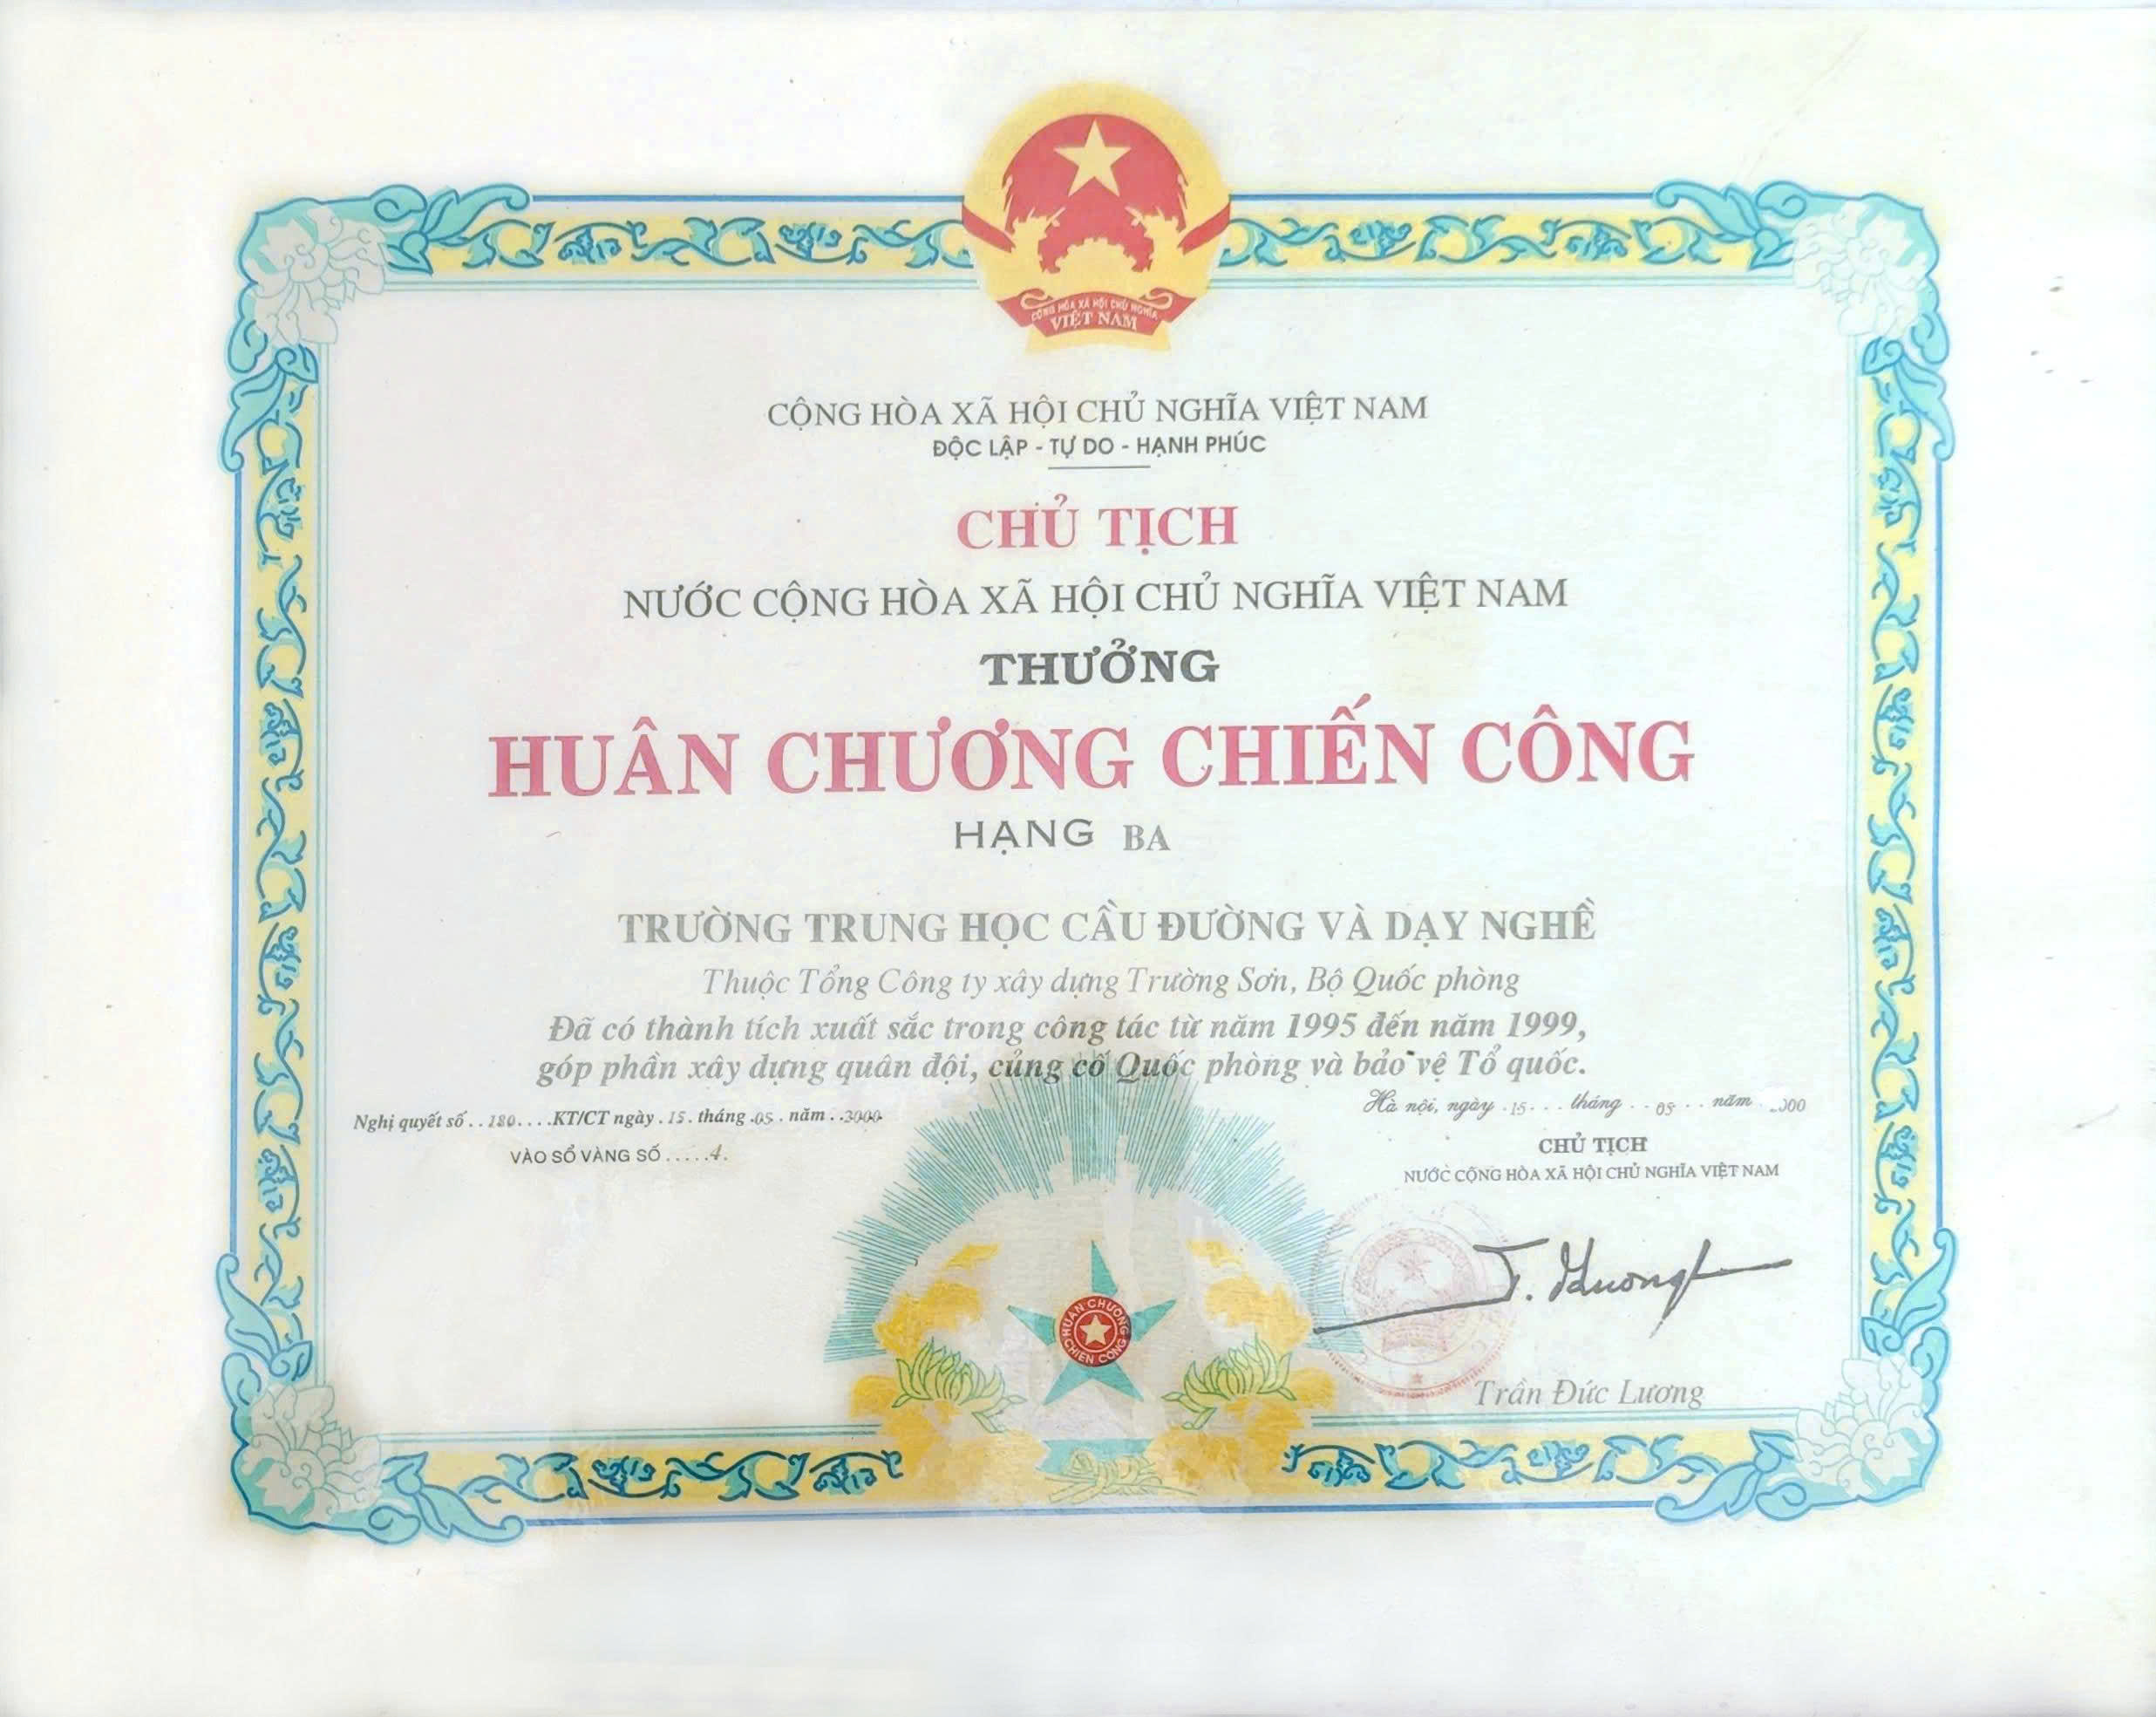 CỘNG HÒA XÃ HỘI CHỦ NGHĨA
VIỆT NAM
CỘNG HÒA XÃ HỘI CHỦ NGHĨA VIỆT NAM
ĐỘC LẬP - TỰ DO - HẠNH PHÚC
CHỦ TỊCH
NƯỚC CỘNG HÒA XÃ HỘI CHỦ NGHĨA VIỆT NAM
THƯỞNG
HUÂN CHƯƠNG CHIẾN CÔNG
HẠNG BA
TRƯỜNG TRUNG HỌC CẦU ĐƯỜNG VÀ DẠY NGHỀ
Thuộc Tổng Công ty xây dựng Trường Sơn, Bộ Quốc phòng
Đã có thành tích xuất sắc trong công tác từ năm 1995 đến năm 1999,
góp phần xây dựng quân đội, củng cố Quốc phòng và bảo vệ Tổ quốc.
Hà nội, ngày .15... tháng ..05... năm
Nghị quyết số ..180....KT/CT ngày .15. tháng .05. năm
VÀO SỔ VÀNG SỐ .....4.
CHỦ TỊCH
NƯỚC CỘNG HÒA XÃ HỘI CHỦ NGHĨA VIỆT NAM
HUÂN CHƯƠNG
CHIẾN CÔNG
Trần Đức Lương